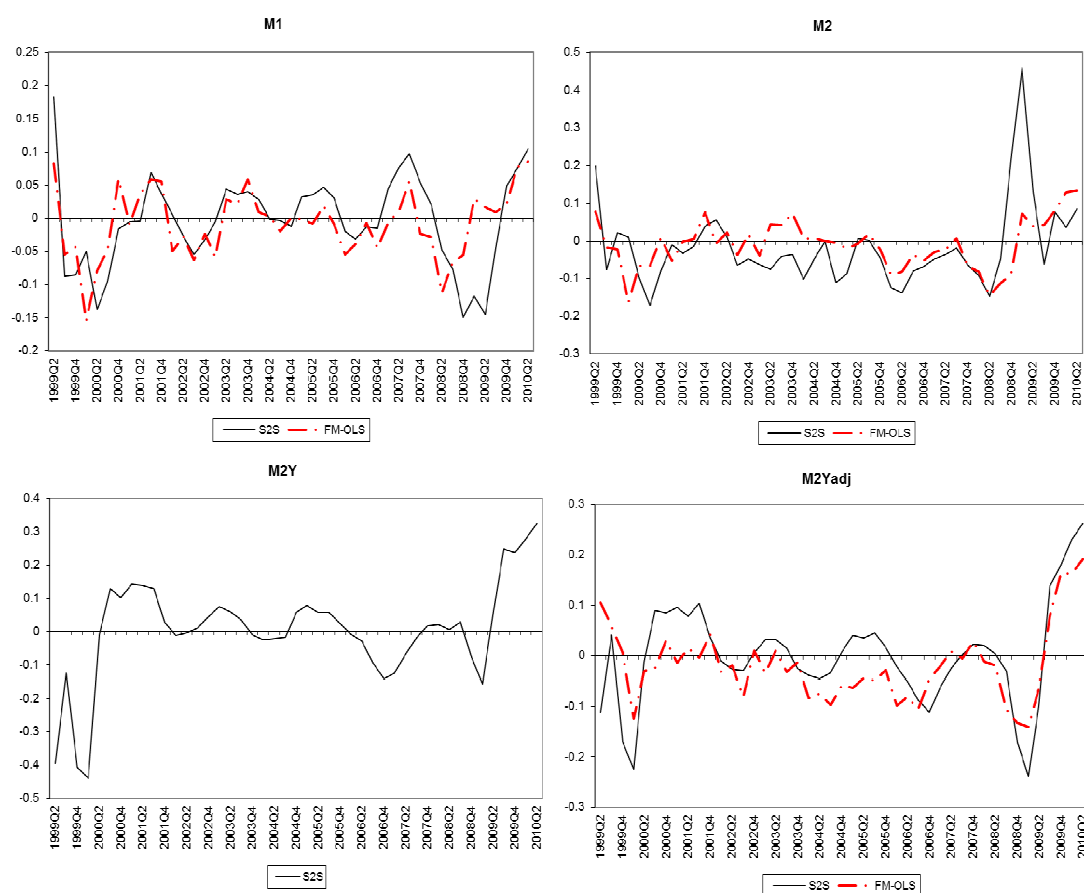 M1
0.25
0.2
0.15
0.1
0.05
0
-0.05
-0.1
-0.15
-0.2
1999Q2
1999Q4
2000Q2
2000Q4
2001Q2
2001Q4
2002Q2
2002Q4
2003Q2
2003Q4
2004Q2
2004Q4
2005Q2
2005Q4
2006Q2
2006Q4
2007Q2
2007Q4
2008Q2
2008Q4
2009Q2
2009Q4
2010Q2
S2S FM-OLS
M2
0.5
0.4
0.3
0.2
0.1
0
-0.1
-0.2
-0.3
1999Q2
1999Q4
2000Q2
2000Q4
2001Q2
2001Q4
2002Q2
2002Q4
2003Q2
2003Q4
2004Q2
2004Q4
2005Q2
2005Q4
2006Q2
2006Q4
2007Q2
2007Q4
2008Q2
2008Q4
2009Q2
2009Q4
2010Q2
S2S FM-OLS
M2Y
0.4
0.3
0.2
0.1
0
-0.1
-0.2
-0.3
-0.4
-0.5
1999Q2
1999Q4
2000Q2
2000Q4
2001Q2
2001Q4
2002Q2
2002Q4
2003Q2
2003Q4
2004Q2
2004Q4
2005Q2
2005Q4
2006Q2
2006Q4
2007Q2
2007Q4
2008Q2
2008Q4
2009Q2
2009Q4
2010Q2
S2S
M2Yadj
0.3
0.2
0.1
0
-0.1
-0.2
-0.3
1999Q2
1999Q4
2000Q2
2000Q4
2001Q2
2001Q4
2002Q2
2002Q4
2003Q2
2003Q4
2004Q2
2004Q4
2005Q2
2005Q4
2006Q2
2006Q4
2007Q2
2007Q4
2008Q2
2008Q4
2009Q2
2009Q4
2010Q2
S2S FM-OLS